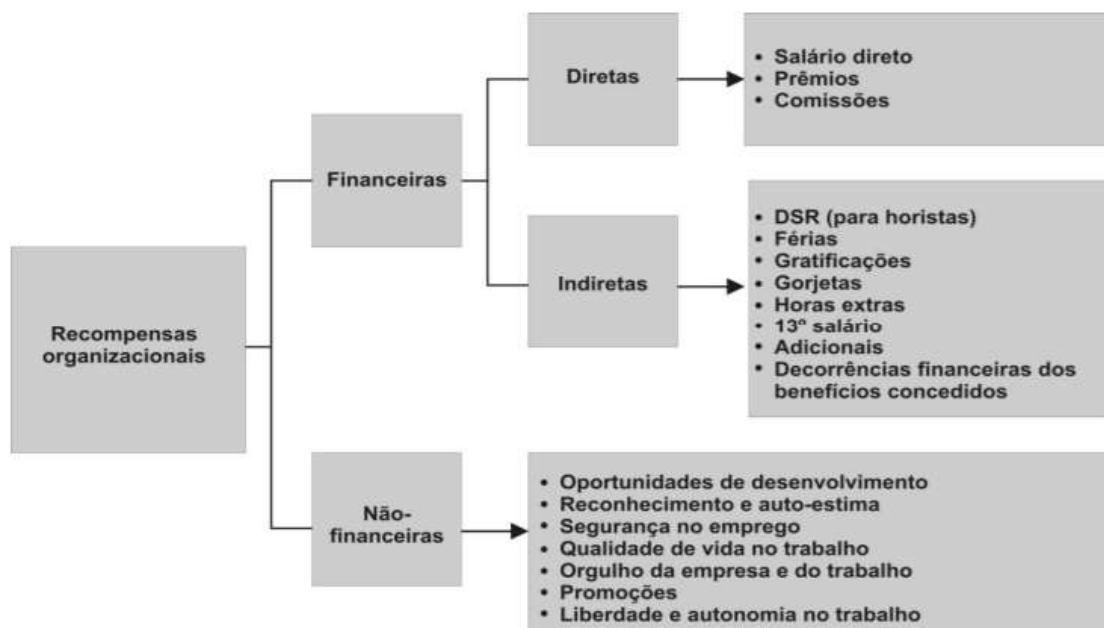 Recompensas
organizacionais
Financeiras
Diretas
• Salário direto
• Prêmios
• Comissões
Indiretas
• DSR (para horistas)
• Férias
• Gratificações
• Gorjetas
• Horas extras
• 13º salário
• Adicionais
• Decorrências financeiras dos
benefícios concedidos
Não-
financeiras
• Oportunidades de desenvolvimento
• Reconhecimento e auto-estima
• Segurança no emprego
• Qualidade de vida no trabalho
• Orgulho da empresa e do trabalho
• Promoções
• Liberdade e autonomia no trabalho